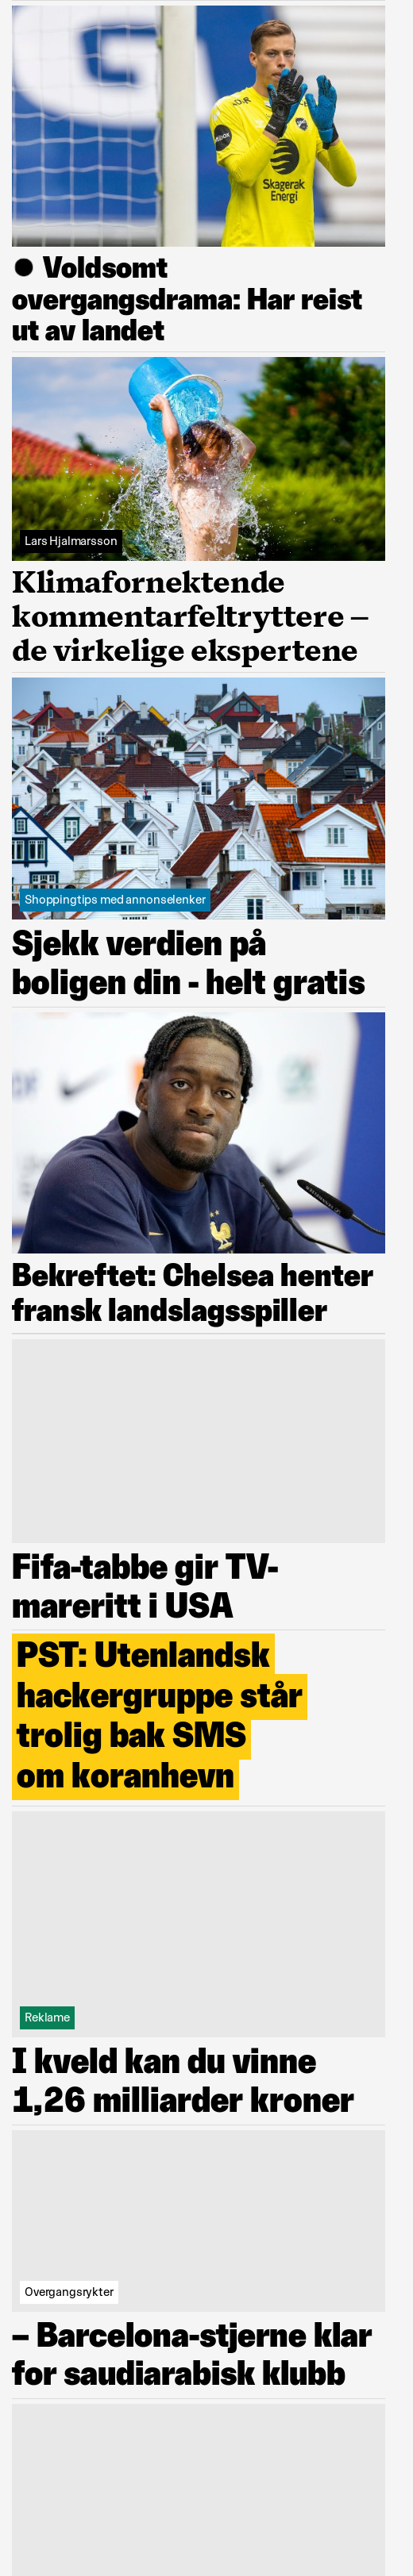 Skagerak
Energi
● Voldsomt
overgangsdrama: Har reist
ut av landet
Lars Hjalmarsson
Klimafornektende
kommentarfeltryttere –
de virkelige ekspertene
Shoppingtips med annonselenker
Sjekk verdien på
boligen din - helt gratis
Bekreftet: Chelsea henter
fransk landslagsspiller
Fifa-tabbe gir TV-
mareritt i USA
PST: Utenlandsk
hackergruppe står
trolig bak SMS
om koranhevn
Reklame
I kveld kan du vinne
1,26 milliarder kroner
Overgangsrykter
– Barcelona-stjerne klar
for saudiarabisk klubb